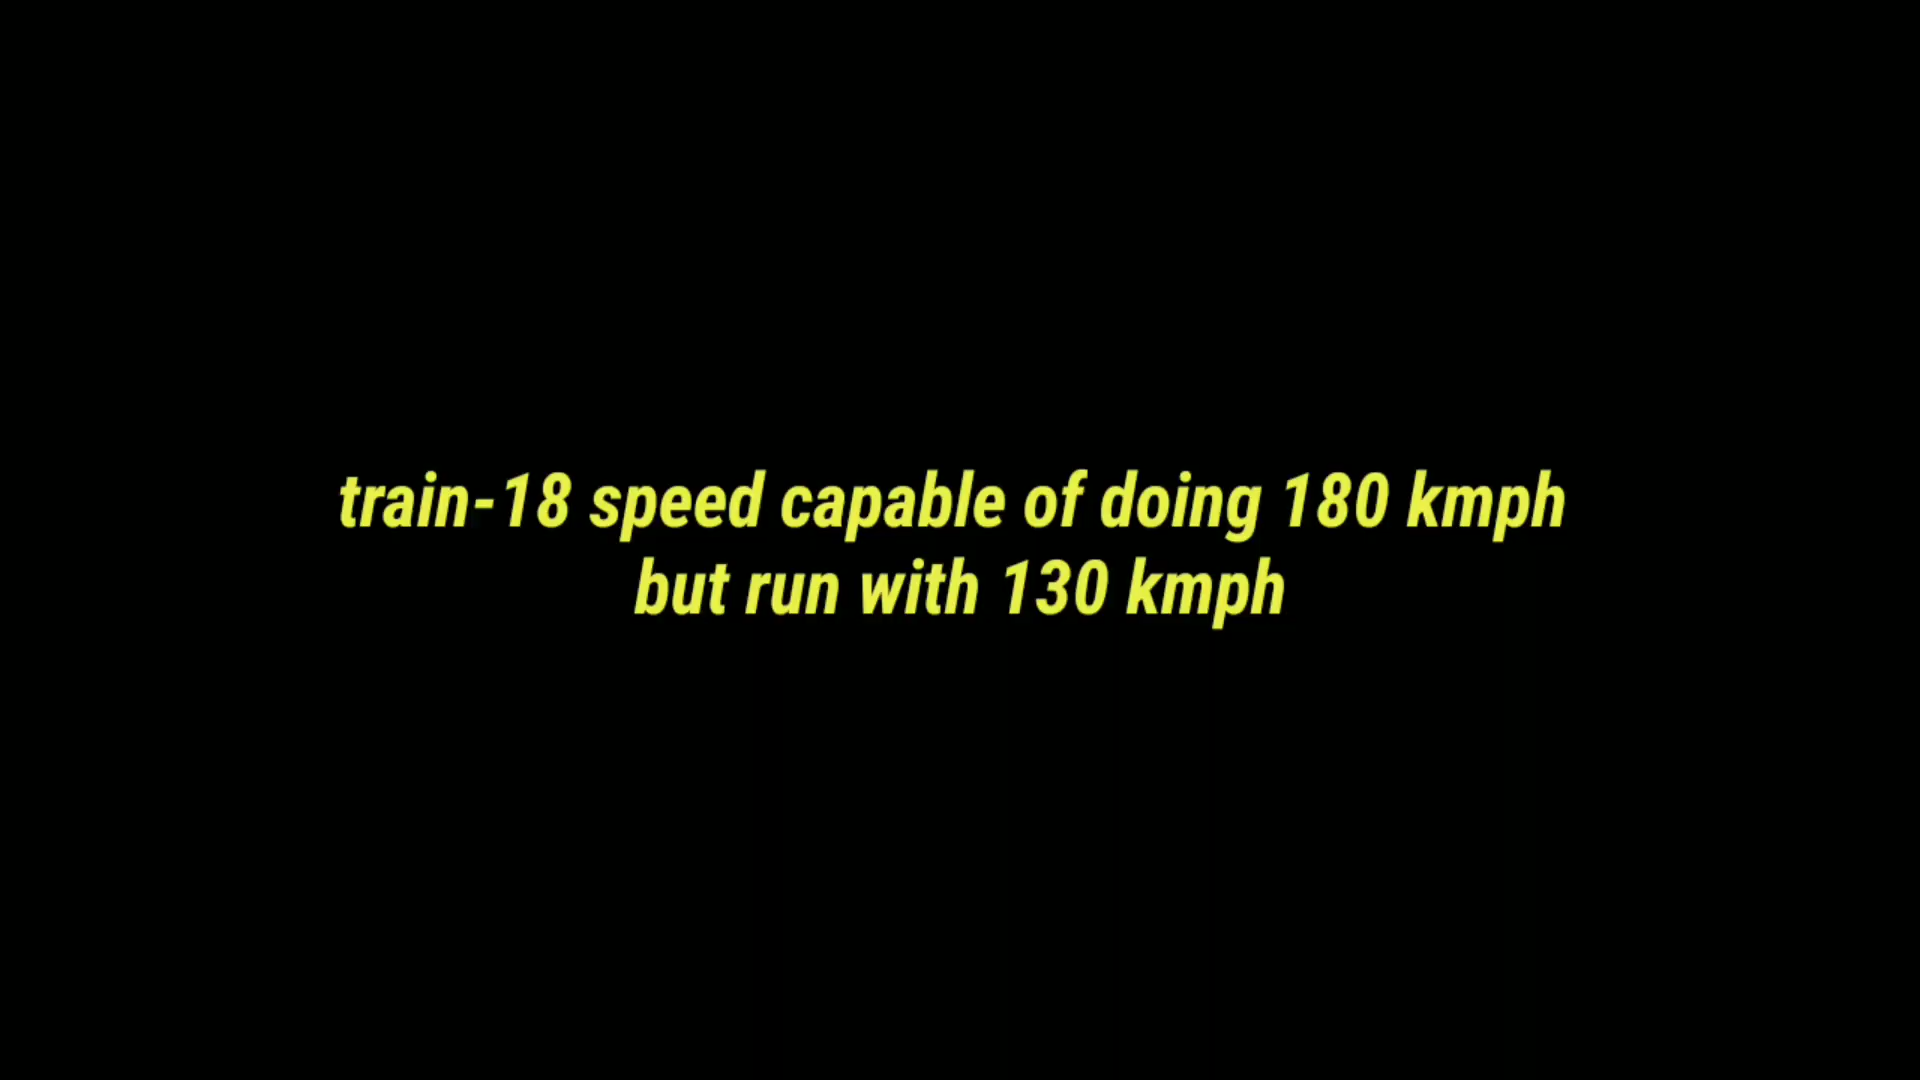 train-18 speed capable of doing 180 kmph
but run with 130 kmph